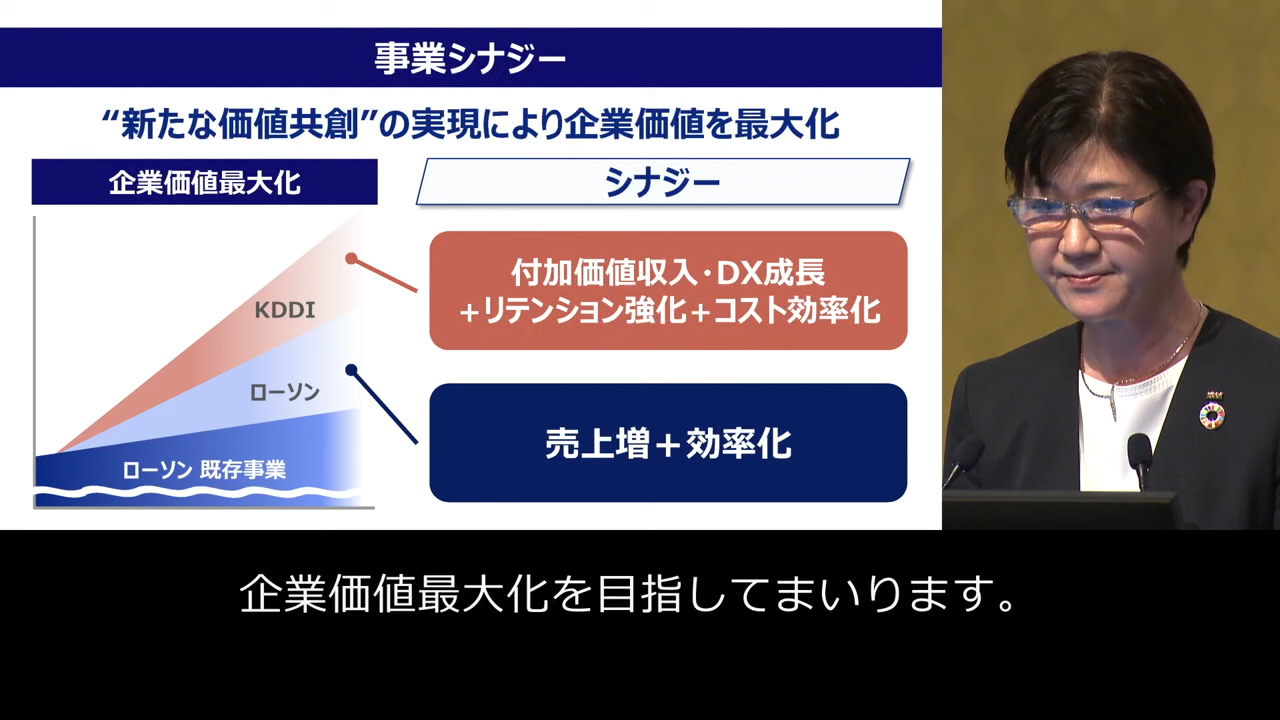 事業シナジー
“新たな価値共創”の実現により企業価値を最大化
企業価値最大化
シナジー
付加価値収入・DX成長
＋リテンション強化＋コスト効率化
KDDI
ローソン
売上増＋効率化
ローソン 既存事業
企業価値最大化を目指してまいります。